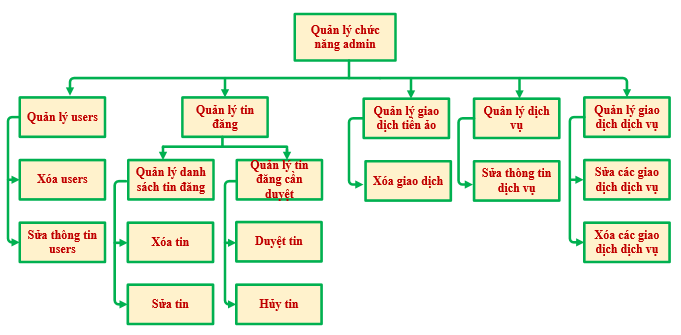 Quản lý chức
năng admin
Quản lý users
Quản lý tin
đăng
Quản lý giao
dịch tiền ảo
Quản lý dịch
vụ
Quản lý giao
dịch dịch vụ
Xóa users
Quản lý danh
sách tin đăng
Quản lý tin
đăng cần
duyệt
Xóa giao dịch
Sửa thông tin
dịch vụ
Sửa các giao
dịch dịch vụ
Sửa thông tin
users
Xóa tin
Duyệt tin
Xóa các giao
dịch dịch vụ
Sửa tin
Hủy tin